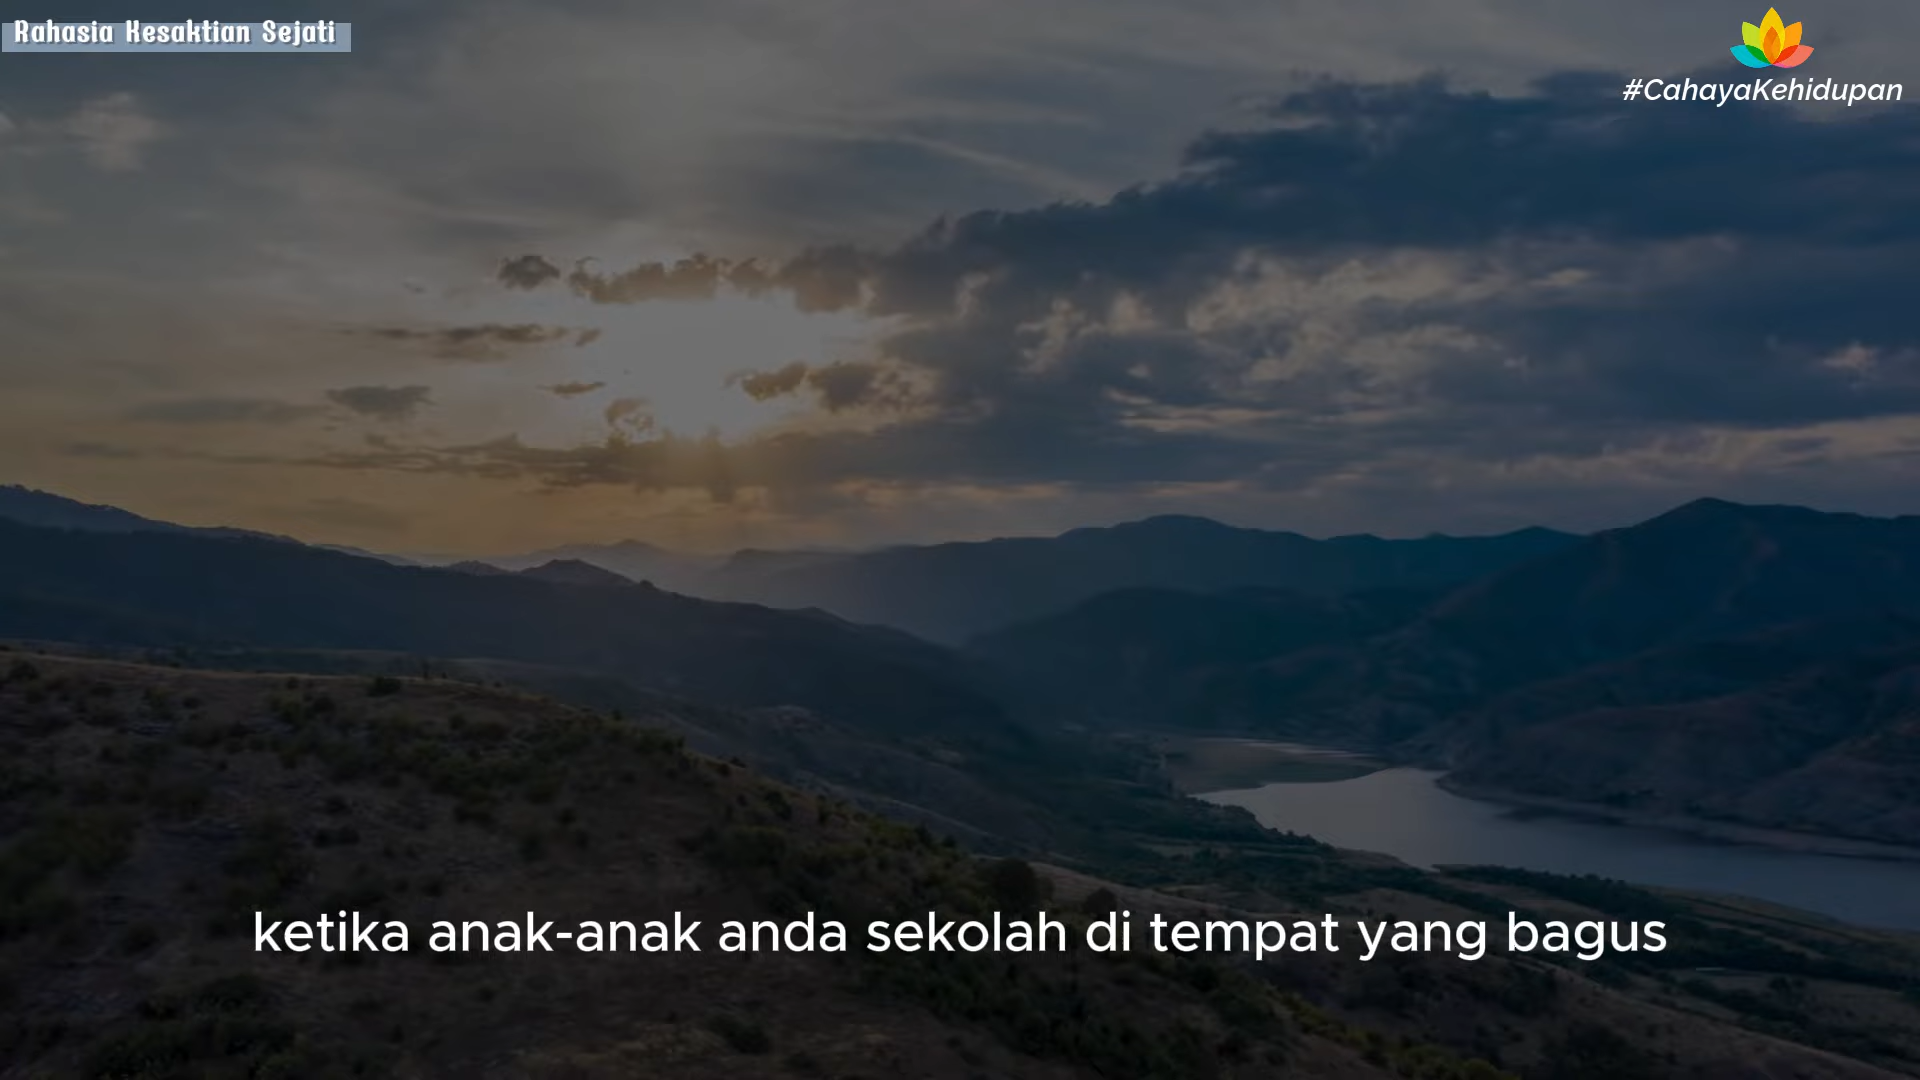 Rahasia Kesaktian Sejati
#CahayaKehidupan
ketika anak-anak anda sekolah di tempat yang bagus